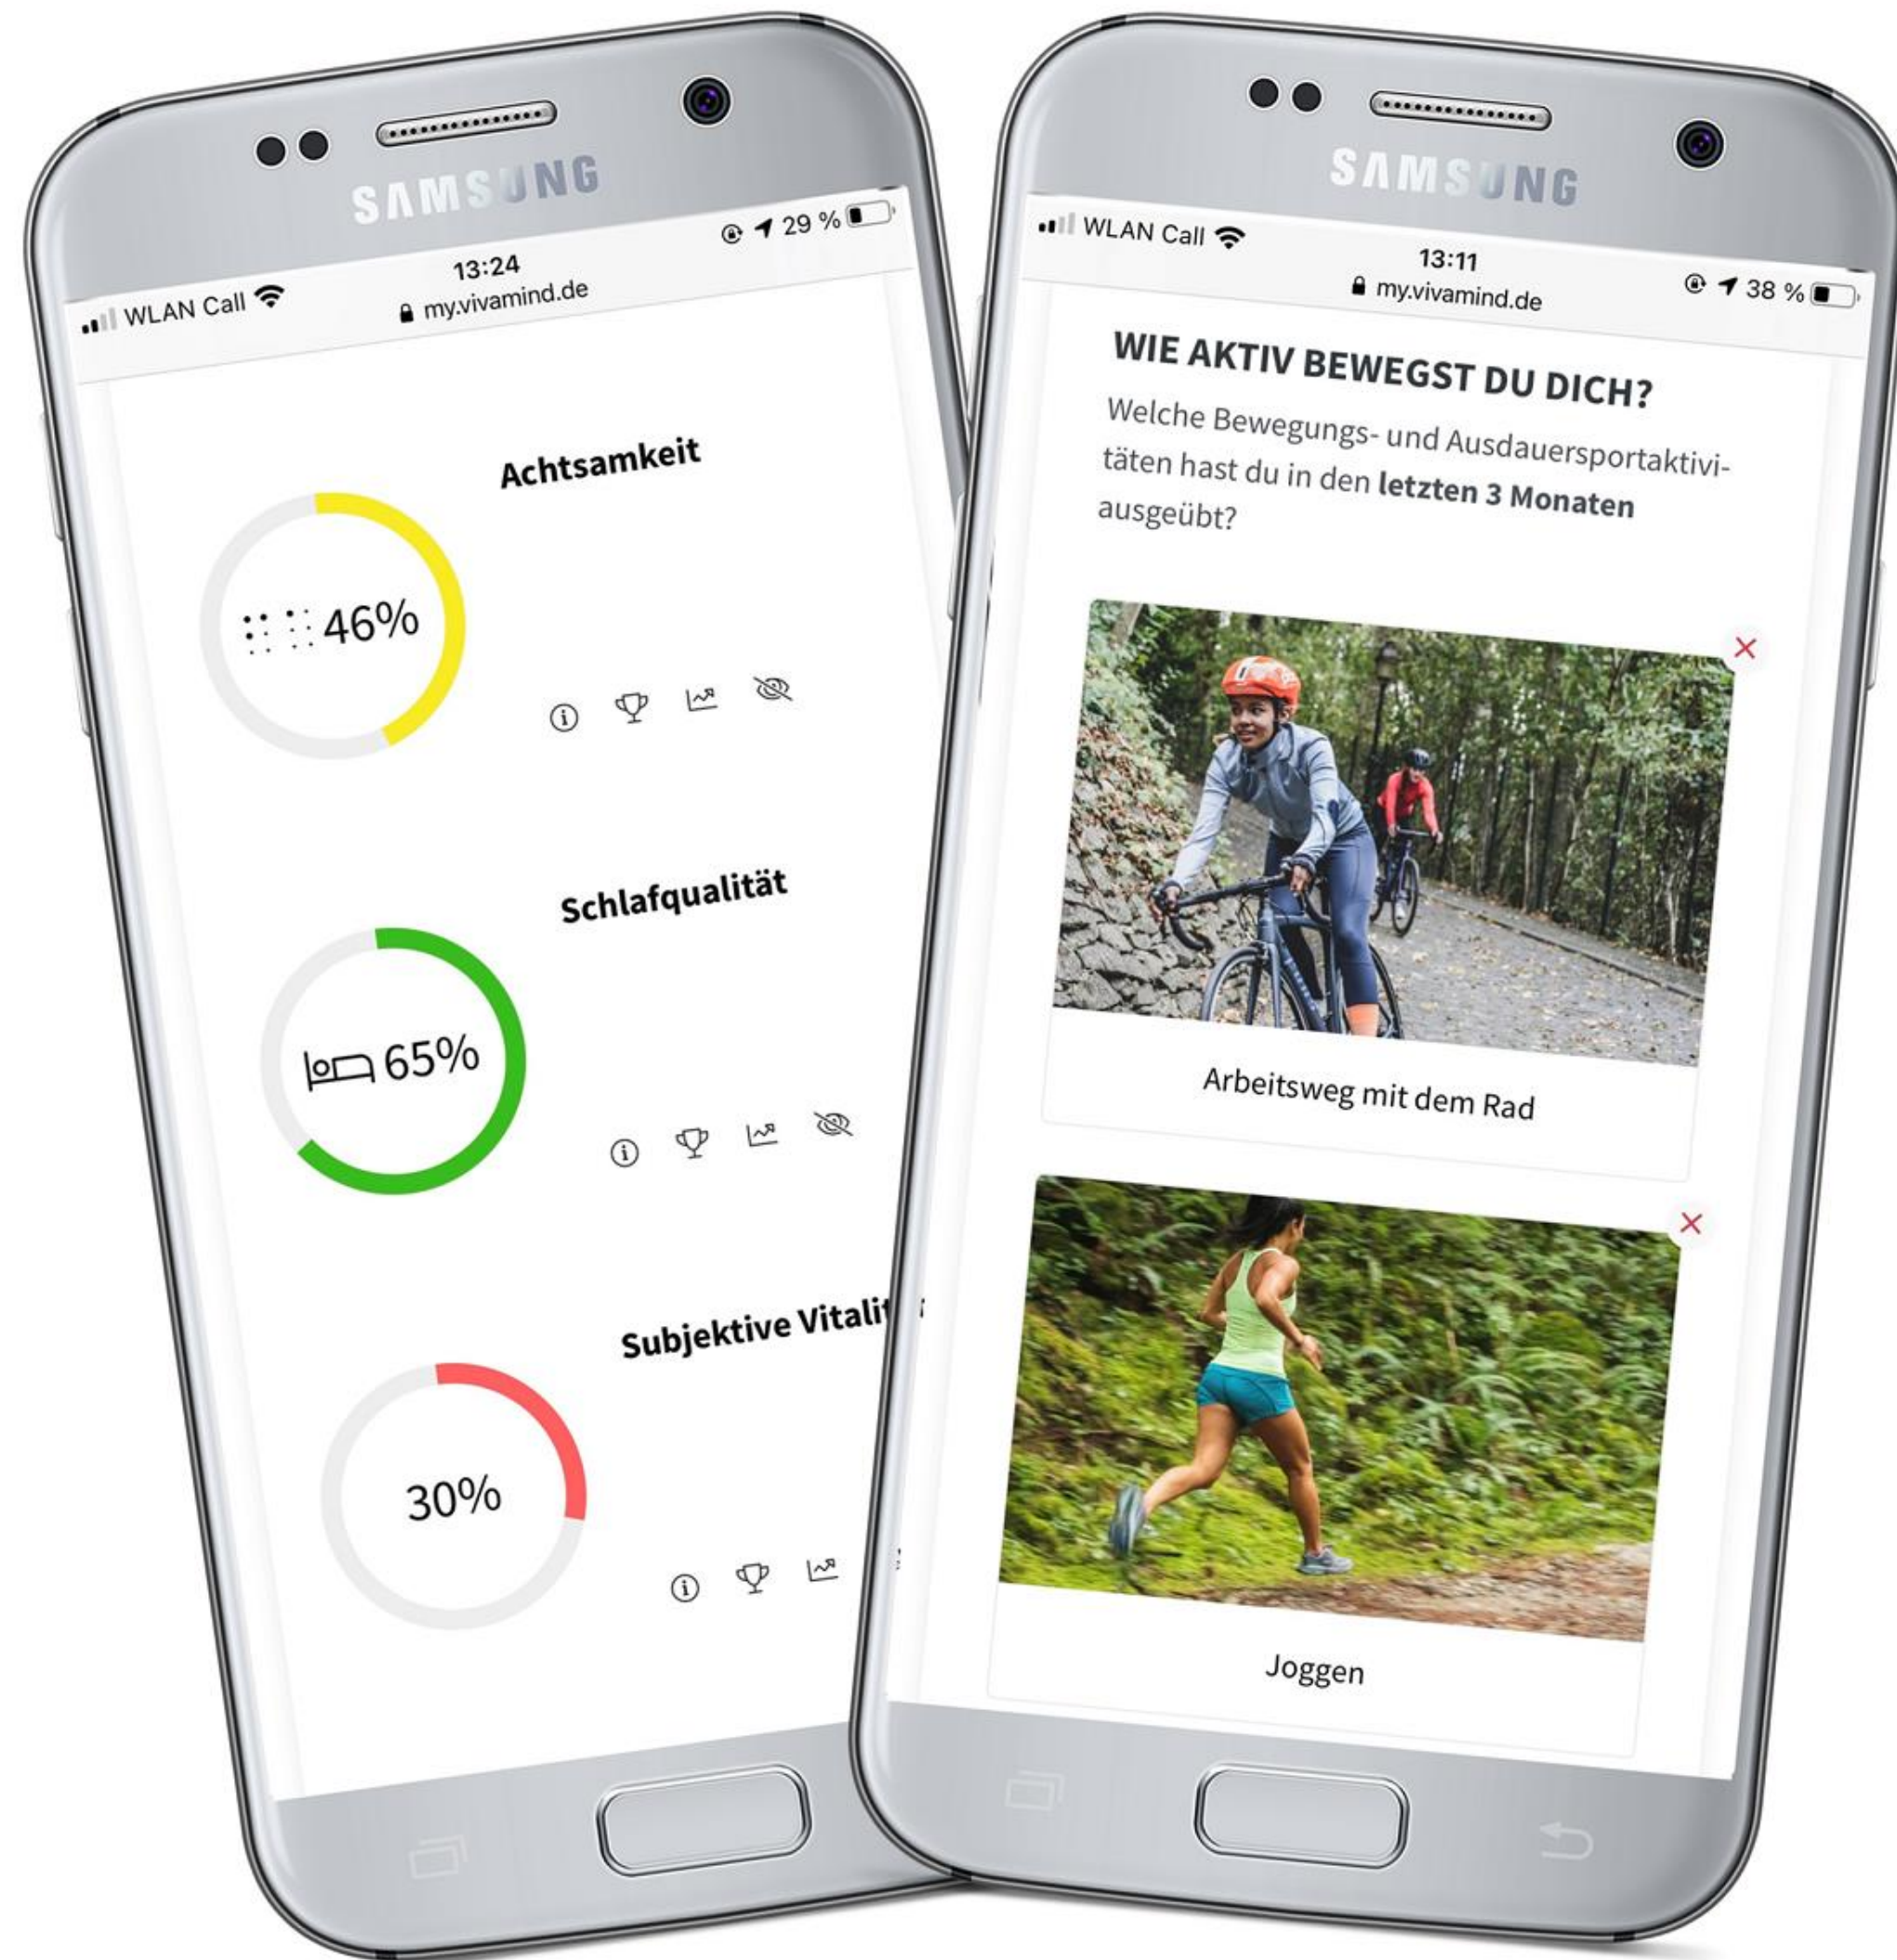 SAMSUNG
WLAN Call
13:24
my.vivamind.de
29 %
Achtsamkeit
46%
Schlafqualität
65%
Subjektive
30%
SAMSUNG
WLAN Call
13:11
my.vivamind.de
38 %
WIE AKTIV BEWEGST DU DICH?
Welche Bewegungs- und Ausdauersportaktivi-
täten hast du in den letzten 3 Monaten
ausgeübt?
Arbeitsweg mit dem Rad
Joggen